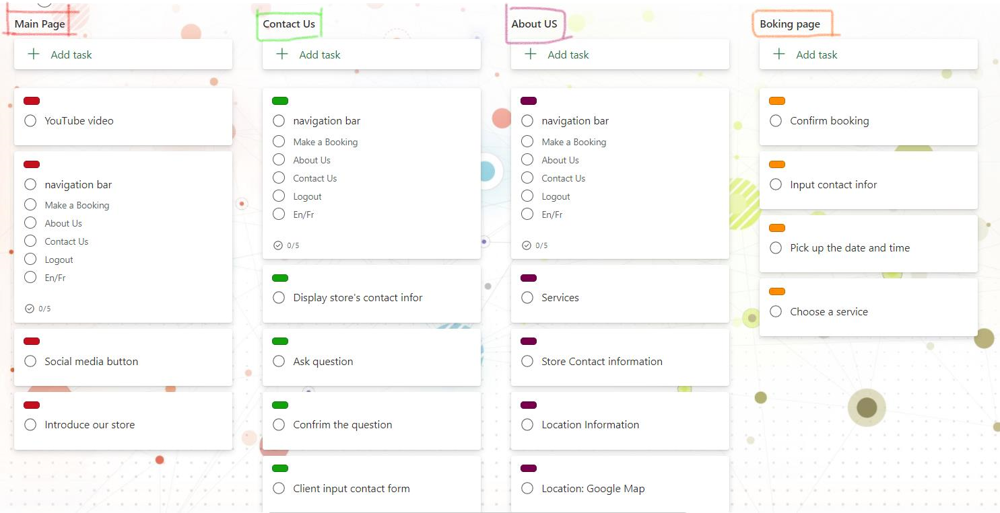 Main Page
Add task
YouTube video
navigation bar
Make a Booking
About Us
Contact Us
Logout
En/Fr
0/5
Social media button
Introduce our store
Contact Us
Add task
navigation bar
Make a Booking
About Us
Contact Us
Logout
En/Fr
0/5
Display store's contact infor
Ask question
Confrim the question
Client input contact form
About US
Add task
navigation bar
Make a Booking
About Us
Contact Us
Logout
En/Fr
0/5
Services
Store Contact information
Location Information
Location: Google Map
Boking page
Add task
Confirm booking
Input contact infor
Pick up the date and time
Choose a service